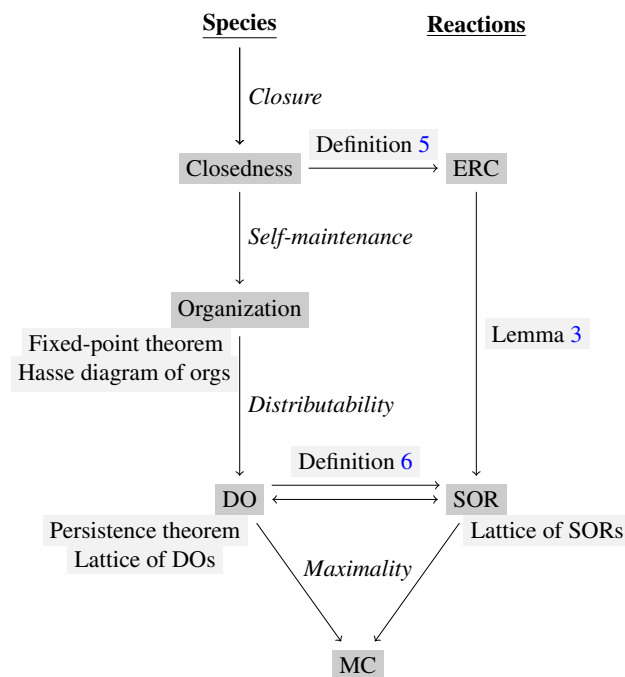 Species
Reactions
Closure
Definition 5
Closedness
ERC
Self-maintenance
Organization
Fixed-point theorem
Hasse diagram of orgs
Lemma 3
Distributability
Definition 6
DO
SOR
Persistence theorem
Lattice of DOs
Lattice of SORs
Maximality
MC